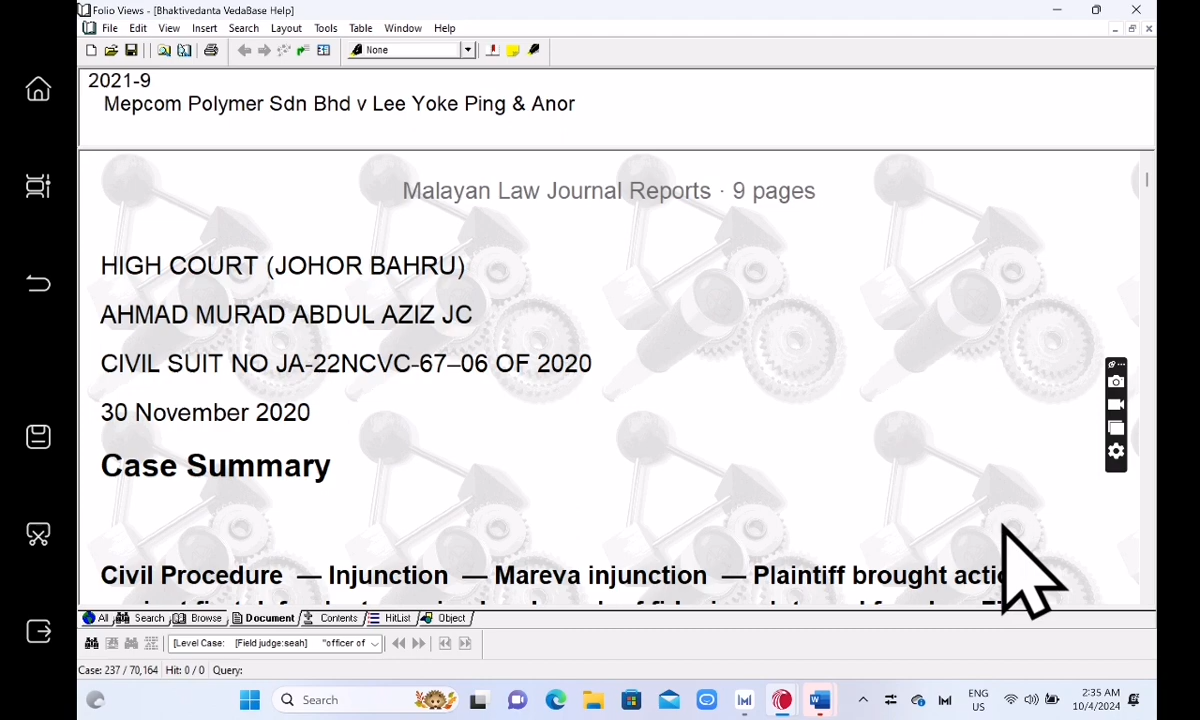 Folio Views - [Bhaktivedanta VedaBase Help]
File Edit View Insert Search Layout Tools Table Window Help
None
2021-9
Mepcom Polymer Sdn Bhd v Lee Yoke Ping & Anor
Malayan Law Journal Reports · 9 pages
HIGH COURT (JOHOR BAHRU)
AHMAD MURAD ABDUL AZIZ JC
CIVIL SUIT NO JA-22NCVC-67–06 OF 2020
30 November 2020
Case Summary
Civil Procedure — Injunction — Mareva injunction — Plaintiff brought
All Search Browse Document Contents HitList Object
[Level Case: [Field judge:seah] "officer of
Case: 237 / 70,164 Hit: 0 / 0 Query:
Search
ENG
US
2:35 AM
10/4/2024